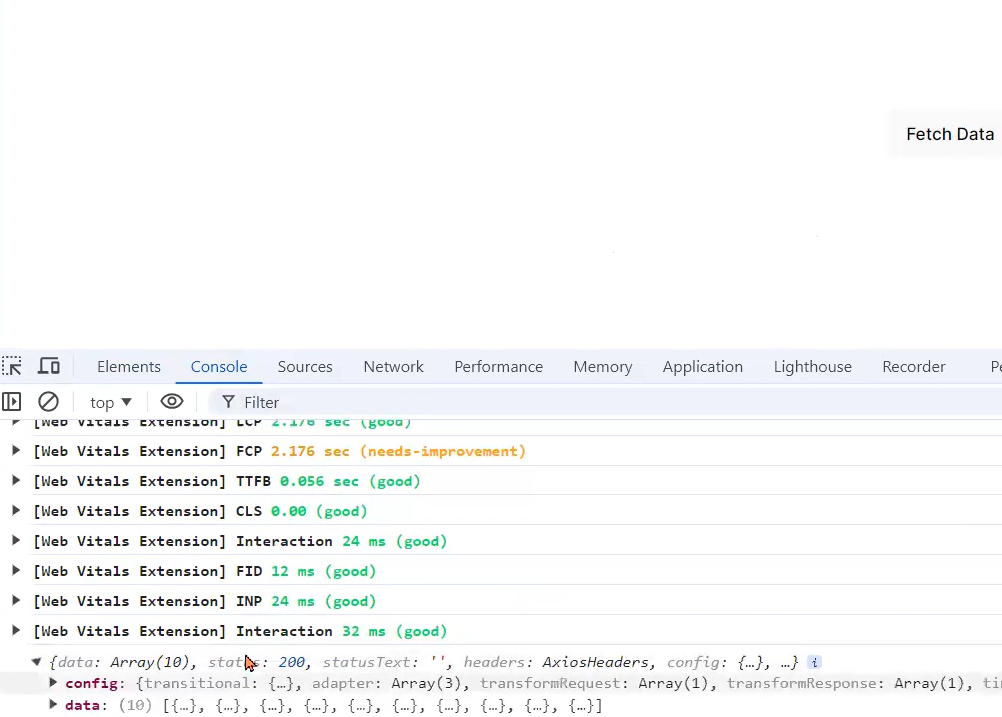 Fetch Data
Elements Console Sources Network Performance Memory Application Lighthouse Recorder
top Filter
[Web Vitals Extension] LCP 2.176 sec (good)
[Web Vitals Extension] FCP 2.176 sec (needs-improvement)
[Web Vitals Extension] TTFB 0.056 sec (good)
[Web Vitals Extension] CLS 0.00 (good)
[Web Vitals Extension] Interaction 24 ms (good)
[Web Vitals Extension] FID 12 ms (good)
[Web Vitals Extension] INP 24 ms (good)
[Web Vitals Extension] Interaction 32 ms (good)
{data: Array(10), status: 200, statusText: '', headers: AxiosHeaders, config: {…}, …} i
config: {transitional: {…}, adapter: Array(3), transformRequest: Array(1), transformResponse: Array(1),
data: (10) [{…}, {…}, {…}, {…}, {…}, {…}, {…}, {…}, {…}, {…}]